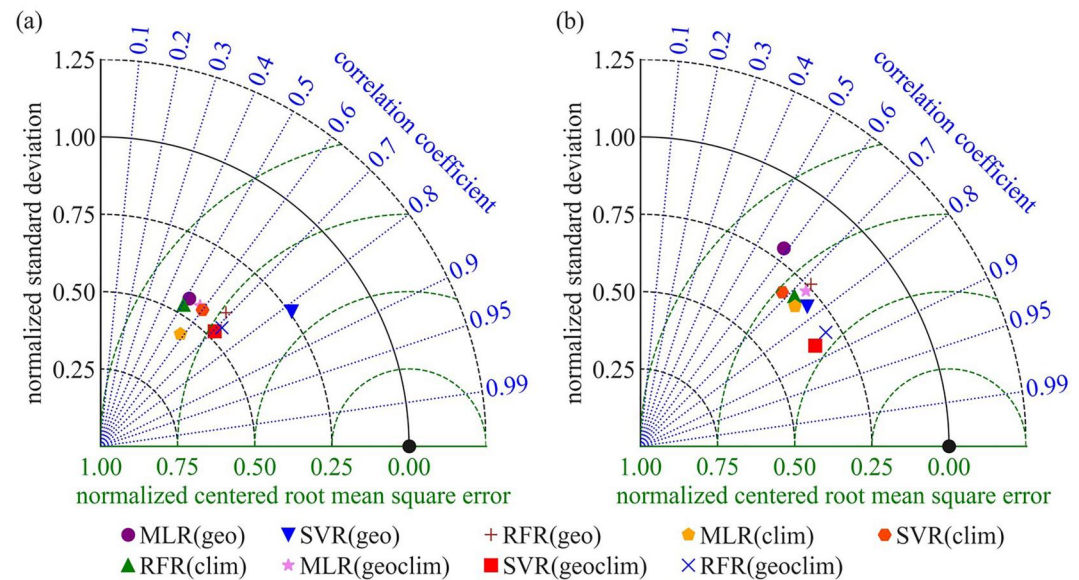 (a)
0.1
0.2
0.3
0.4
0.5
0.6
0.7
0.8
0.9
0.95
0.99
correlation coefficient
normalized standard deviation
1.25
1.00
0.75
0.50
0.25
1.00 0.75 0.50 0.25 0.00
normalized centered root mean square error
(b)
0.1
0.2
0.3
0.4
0.5
0.6
0.7
0.8
0.9
0.95
0.99
correlation coefficient
normalized standard deviation
1.25
1.00
0.75
0.50
0.25
1.00 0.75 0.50 0.25 0.00
normalized centered root mean square error
MLR(geo) SVR(geo) RFR(geo) MLR(clim) SVR(clim)
RFR(clim) MLR(geoclim) SVR(geoclim) RFR(geoclim)